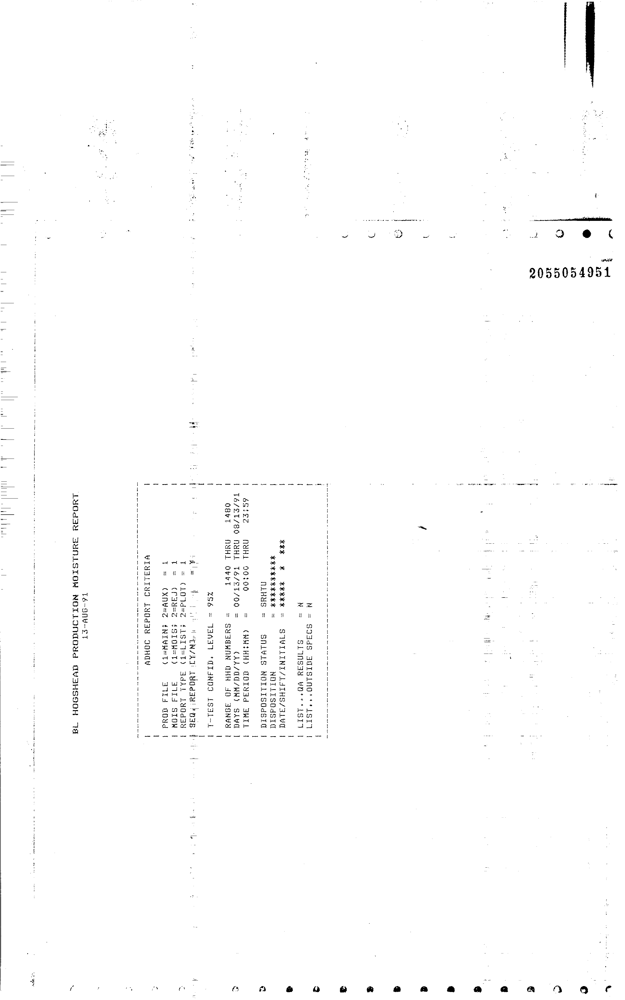 BL HOGSHEAD PRODUCTION MOISTURE REPORT
13-AUG-91
ADHOC REPORT CRITERIA
PROD FILE (1=MAIN; 2=AUX) = 1
MOIS FILE (1=MOIS; 2=REJ) = 1
REPORT TYPE (1=LIST; 2=PLOT) = 1
SEQ. REPORT (Y/N) = Y
T-TEST CONFID. LEVEL = 95%
RANGE OF HHD NUMBERS = 1440 THRU 1480
DAYS (MM/DD/YY) = 00/13/91 THRU 08/13/91
TIME PERIOD (HH:MM) = 00:00 THRU 23:59
DISPOSITION STATUS = SRHTU
DISPOSITION = **********
DATE/SHIFT/INITIALS = ***** * ***
LIST...QA RESULTS = N
LIST...OUTSIDE SPECS = N
2055054951